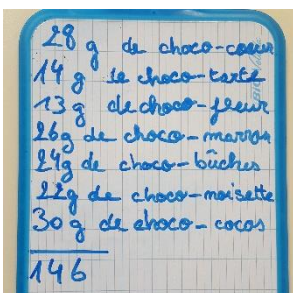 28 g de choco-coeur
14 g de choco-tarte
13 g de choco-fleur
26g de choco-marron
24g de choco-bûches
22g de choco-noisette
30 g de choco-cocos
146